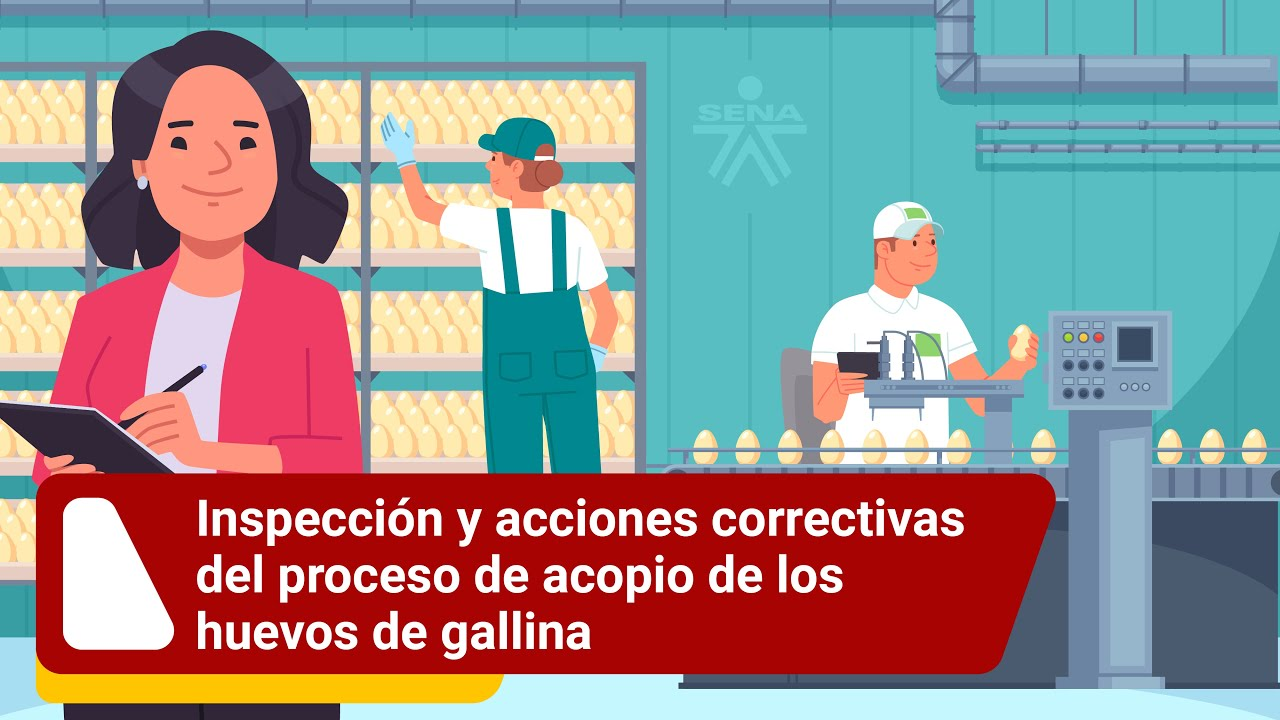 SENA
Inspección y acciones correctivas
del proceso de acopio de los
huevos de gallina